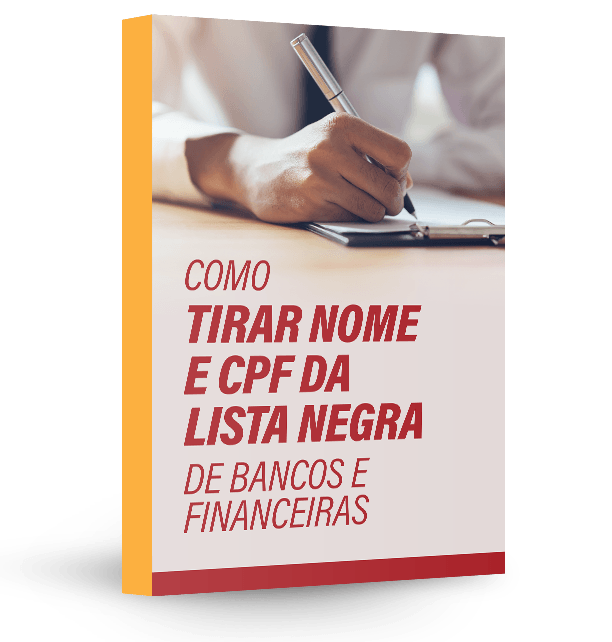 COMO
TIRAR NOME
E CPF DA
LISTA NEGRA
DE BANCOS E
FINANCEIRAS